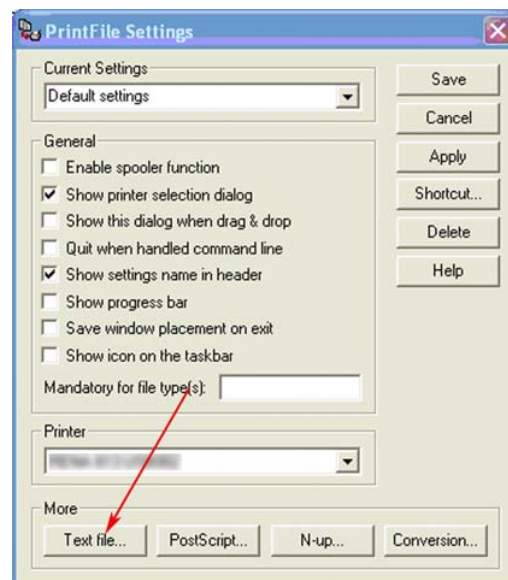 PrintFile Settings
Current Settings
Default settings
Save
Cancel
Apply
Shortcut...
Delete
Help
General
Enable spooler function
Show printer selection dialog
Show this dialog when drag & drop
Quit when handled command line
Show settings name in header
Show progress bar
Save window placement on exit
Show icon on the taskbar
Mandatory for file type(s):
Printer
More
Text file...
PostScript...
N-up...
Conversion...